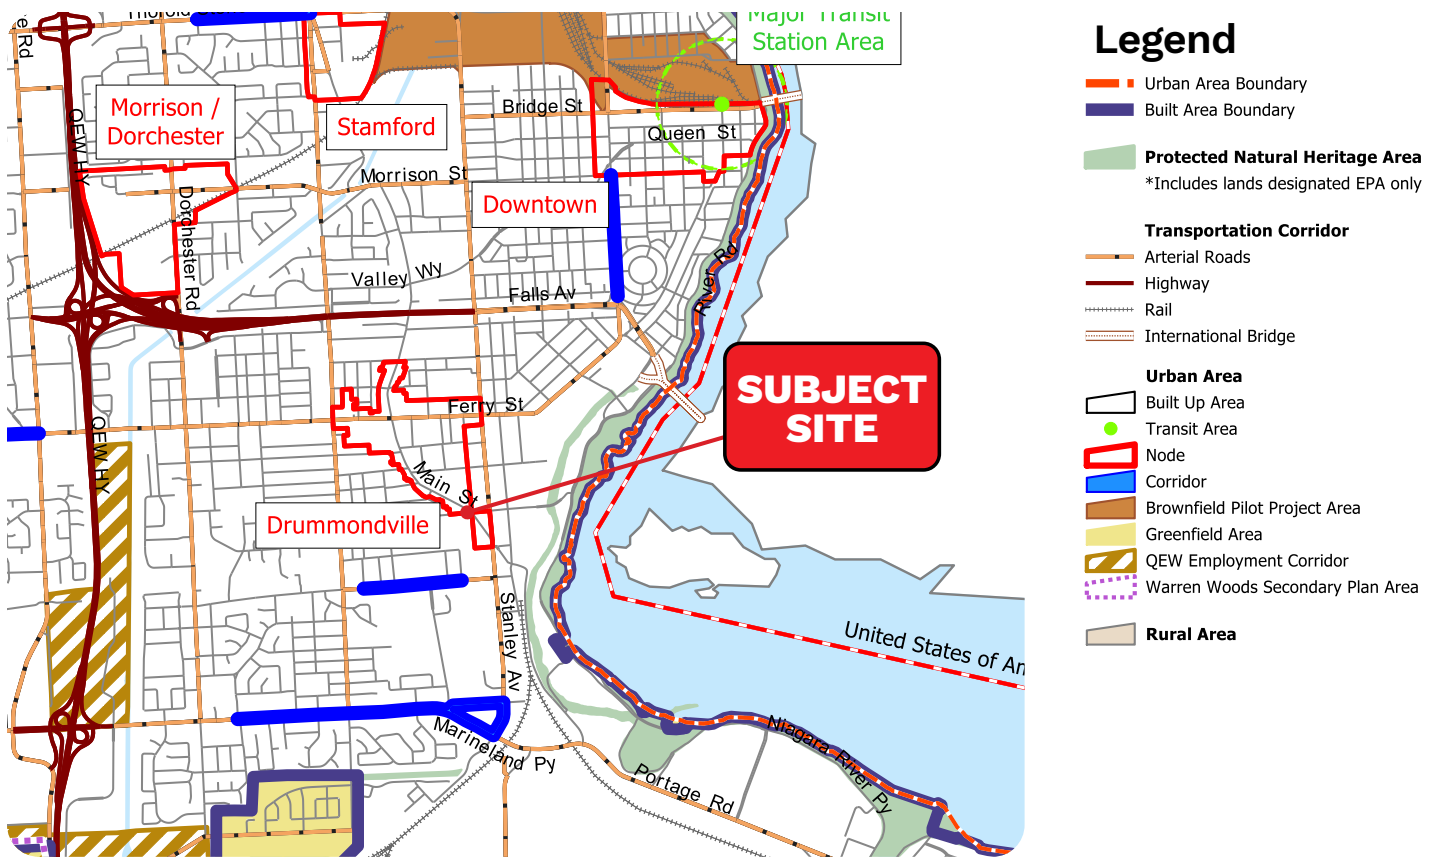 Major Transit
Station Area
Rd
Thorold Stone
QEW HY
Morrison /
Dorchester
Stamford
Bridge St
Queen St
Morrison St
Downtown
Dorchester Rd
Valley Wy
Falls Av
River Rd
Ferry St
SUBJECT
SITE
QEW HY
Main St
Drummondville
Stanley Av
United States of Am
Marineland Py
Niagara River Py
Portage Rd
Legend
Urban Area Boundary
Built Area Boundary
Protected Natural Heritage Area
*Includes lands designated EPA only
Transportation Corridor
Arterial Roads
Highway
Rail
International Bridge
Urban Area
Built Up Area
Transit Area
Node
Corridor
Brownfield Pilot Project Area
Greenfield Area
QEW Employment Corridor
Warren Woods Secondary Plan Area
Rural Area